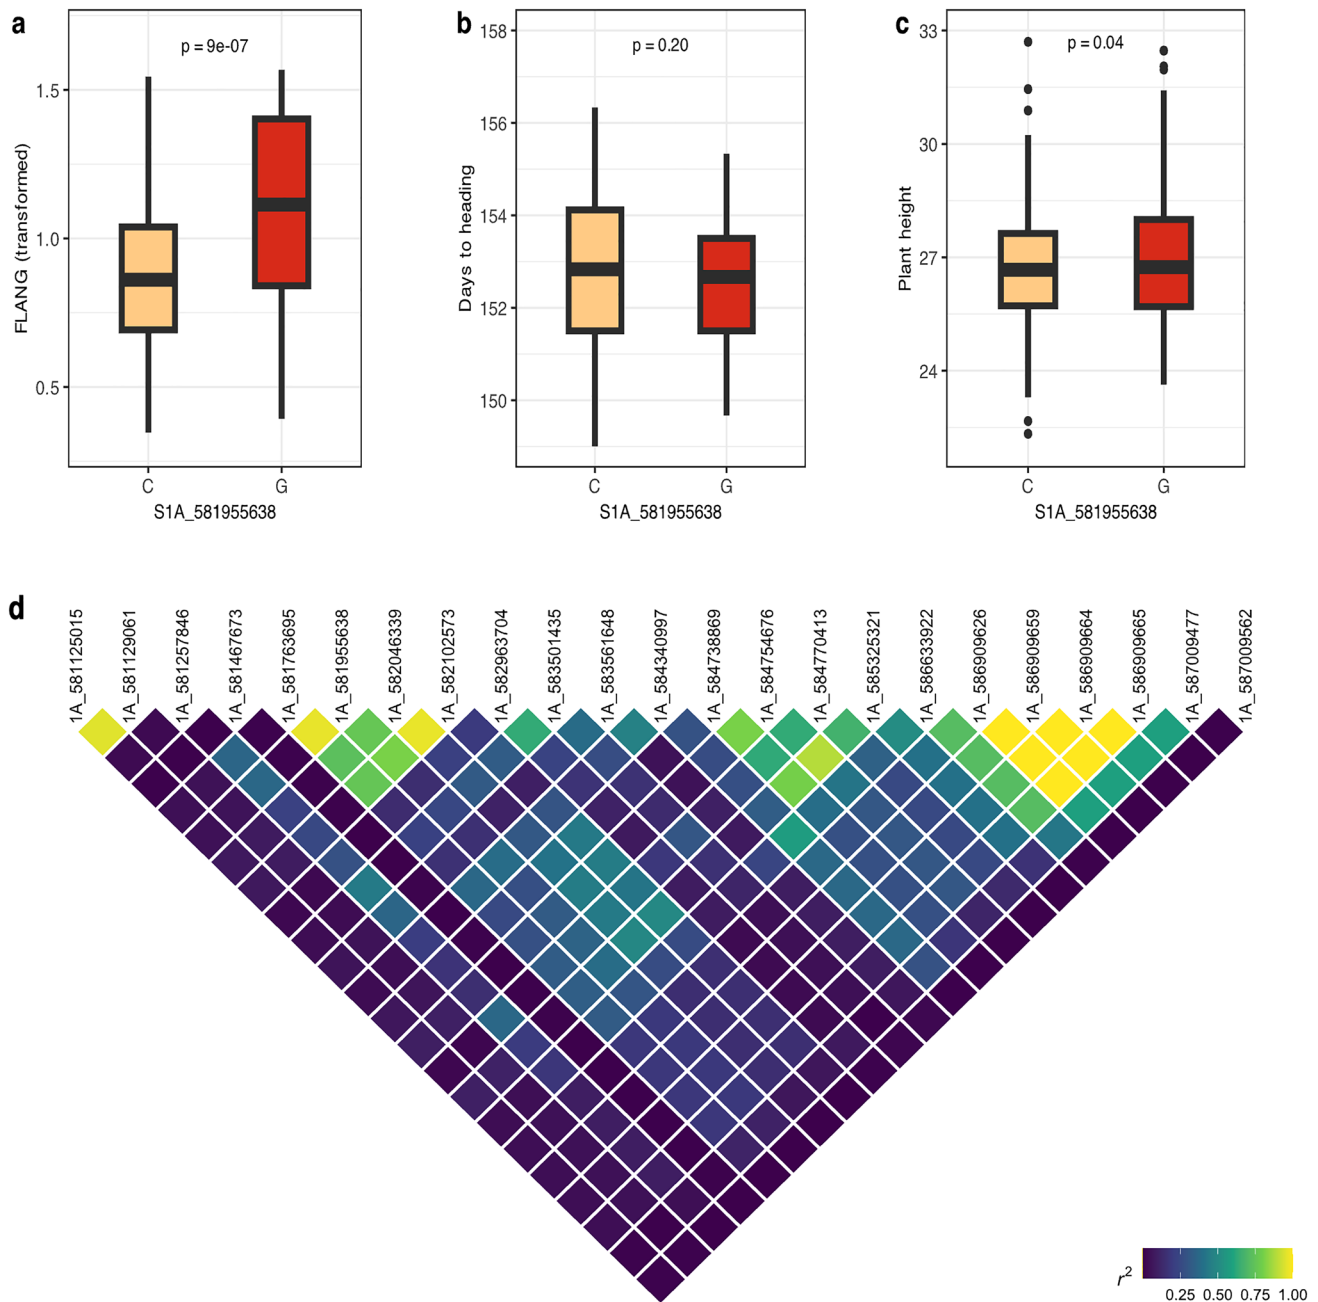 a
p = 9e-07
1.5
1.0
0.5
FLANG (transformed)
C
G
S1A_581955638
b
p = 0.20
158
156
154
152
150
Days to heading
C
G
S1A_581955638
c
p = 0.04
33
30
27
24
Plant height
C
G
S1A_581955638
d
1A_581125015
1A_581129061
1A_581257846
1A_581467673
1A_581763695
1A_581955638
1A_582046339
1A_582102573
1A_582963704
1A_583501435
1A_583561648
1A_584340997
1A_584738869
1A_584754676
1A_584770413
1A_585325321
1A_586633922
1A_586909626
1A_586909659
1A_586909664
1A_586909665
1A_587009477
1A_587009562
r²
0.25 0.50 0.75 1.00